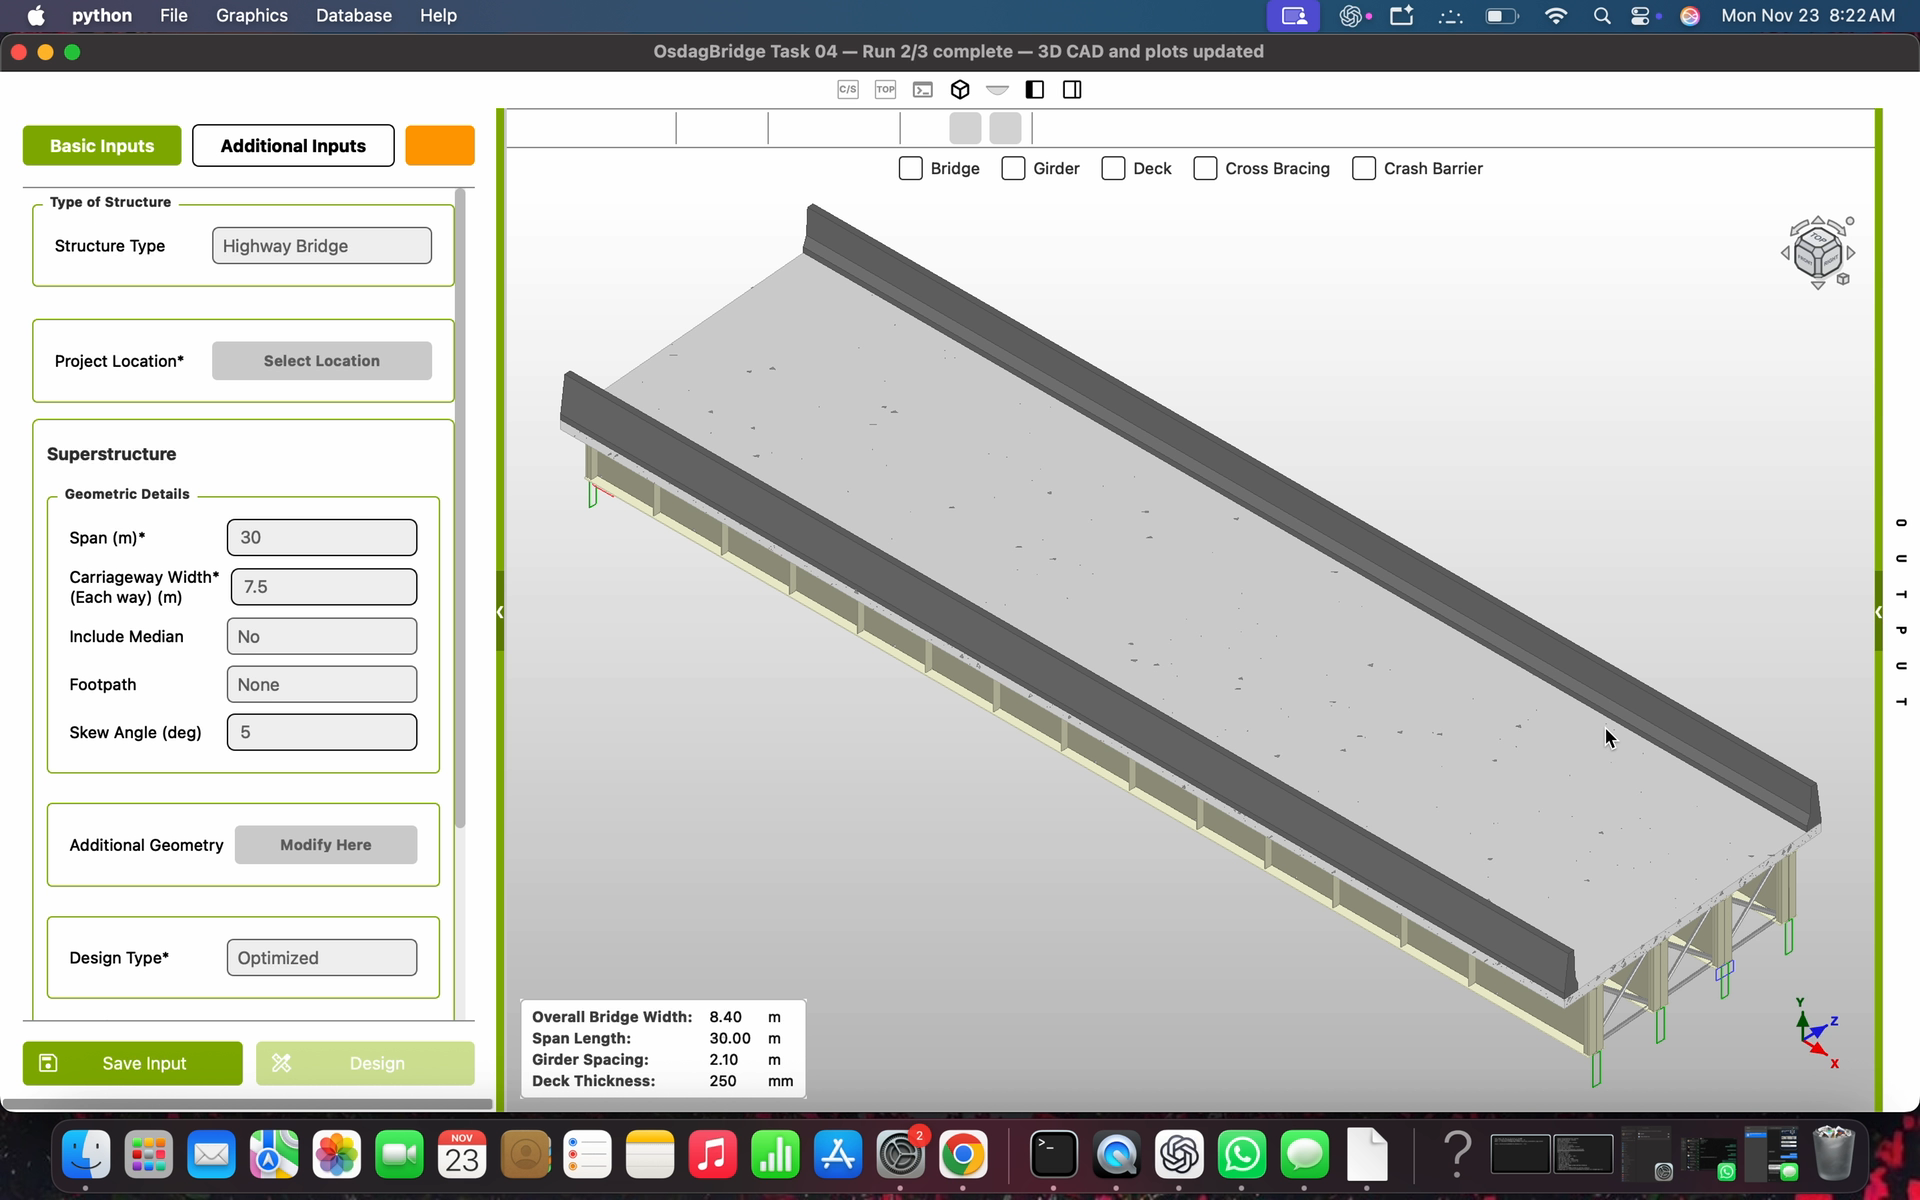 python File Graphics Database Help
Mon Nov 23 8:22 AM
OsdagBridge Task 04 — Run 2/3 complete — 3D CAD and plots updated
C/S TOP
Basic Inputs
Additional Inputs
Bridge Girder Deck Cross Bracing Crash Barrier
Type of Structure
Structure Type Highway Bridge
TOP
Project Location* Select Location
Superstructure
Geometric Details
Span (m)* 30
Carriageway Width* (Each way) (m) 7.5
Include Median No
Footpath None
Skew Angle (deg) 5
Additional Geometry Modify Here
Design Type* Optimized
Save Input
Design
Overall Bridge Width: 8.40 m
Span Length: 30.00 m
Girder Spacing: 2.10 m
Deck Thickness: 250 mm
Y
Z
X
OUTPUT
NOV
23
2